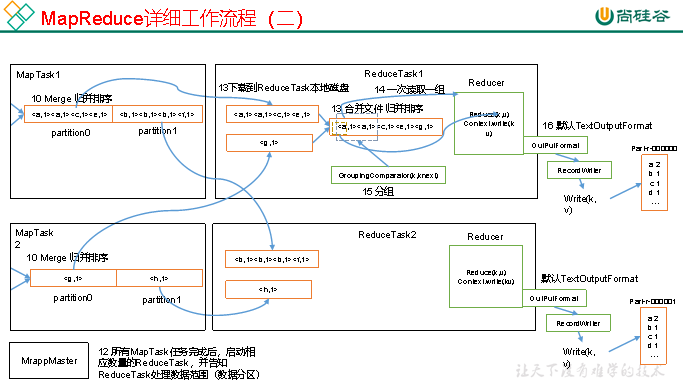 MapReduce详细工作流程（二）
尚硅谷
MapTask1
10 Merge 归并排序
<a,1><a,1><c,1><e,1>
<b,1><b,1><b,1><f,1>
partition0
partition1
ReduceTask1
13下载到ReduceTask本地磁盘
<a,1><a,1><c,1><e,1>
<g,1>
13 合并文件 归并排序
<a,1><a,1><c,1><e,1><g,1>
14 一次读取一组
GroupingComparator(k,knext)
15 分组
Reducer
Reduce(k,v)
Context.write(k,v)
16 默认TextOutputFormat
OutPutFormat
RecordWriter
Write(k,
v)
Part-r-000000
a 2
b 1
c 1
d 1
...
MapTask
2
10 Merge 归并排序
<g,1>
<h,1>
partition0
partition1
ReduceTask2
<b,1><b,1><b,1><f,1>
<h,1>
Reducer
Reduce(k,v)
Context.write(k,v)
默认TextOutputFormat
OutPutFormat
RecordWriter
Write(k,
v)
Part-r-000001
a 2
b 1
c 1
d 1
...
MrappMaster
12 所有MapTask任务完成后，启动相
应数量的ReduceTask，并告知
ReduceTask处理数据范围（数据分区）
让天下没有难学的技术